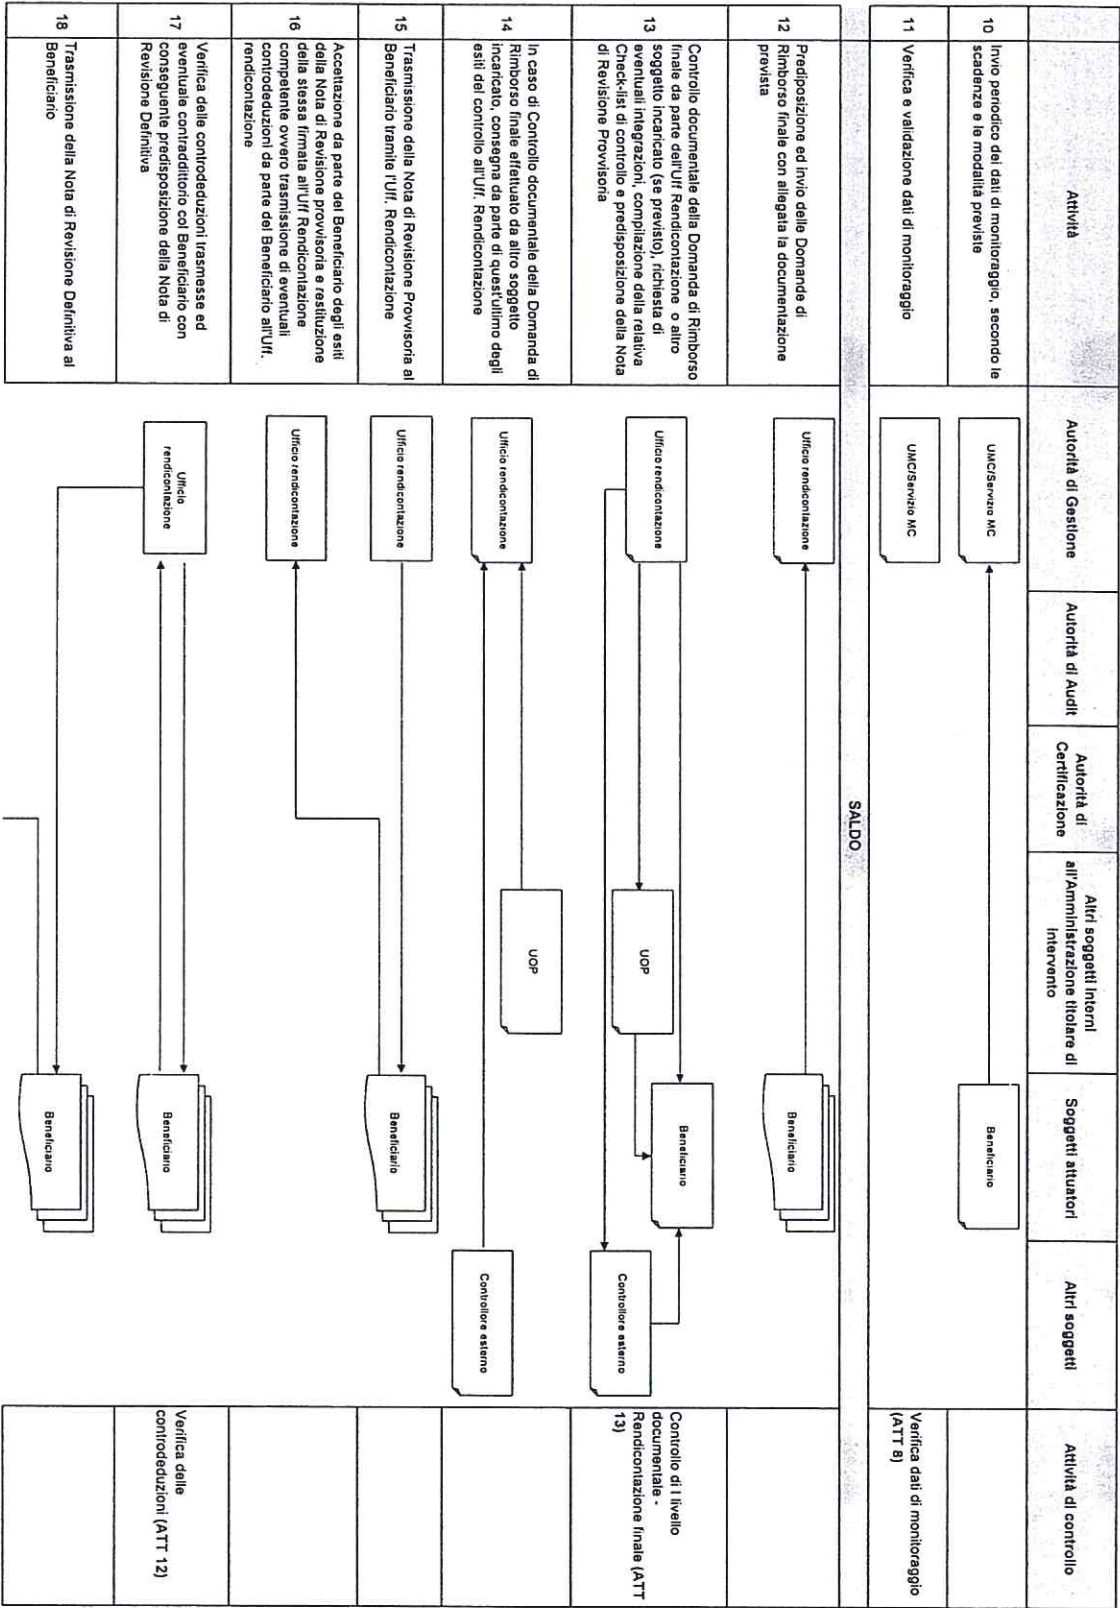 Attività
Autorità di Gestione
Autorità di Audit
Autorità di
Certificazione
Altri soggetti interni
all'Amministrazione titolare di
intervento
Soggetti attuatori
Altri soggetti
Attività di controllo
10
Invio periodico dei dati di monitoraggio, secondo le
scadenze e le modalità previste
UMC/Servizio MC
Beneficiario
11
Verifica e validazione dati di monitoraggio
UMC/Servizio MC
Verifica dati di monitoraggio
(ATT 8)
SALDO
12
Prediposizione ed invio delle Domande di
Rimborso finale con allegata la documentazione
prevista
Ufficio rendicontazione
Beneficiario
13
Controllo documentale della Domanda di Rimborso
finale da parte dell'Uff Rendicontazione o altro
soggetto incaricato (se previsto), richiesta di
eventuali integrazioni, compilazione della relativa
Check-list di controllo e predisposizione della Nota
di Revisione Provvisoria
Ufficio rendicontazione
UOP
Beneficiario
Controllore esterno
Controllo di I livello
documentale -
Rendicontazione finale (ATT
13)
14
In caso di Controllo documentale della Domanda di
Rimborso finale effettuato da altro soggetto
incaricato, consegna da parte di quest'ultimo degli
esiti del controllo all'Uff. Rendicontazione
Ufficio rendicontazione
UOP
Controllore esterno
15
Trasmissione della Nota di Revisione Provvisoria al
Beneficiario tramite l'Uff. Rendicontazione
Ufficio rendicontazione
Beneficiario
16
Accettazione da parte del Beneficiario degli esiti
della Nota di Revisione provvisoria e restituzione
della stessa firmata all'Uff Rendicontazione
competente ovvero trasmissione di eventuali
controdeduzioni da parte del Beneficiario all'Uff.
rendicontazione
Ufficio rendicontazione
17
Verifica delle controdeduzioni trasmesse ed
eventuale contraddittorio col Beneficiario con
conseguente predisposizione della Nota di
Revisione Definitiva
Ufficio
rendicontazione
Beneficiario
Verifica delle
controdeduzioni (ATT 12)
18
Trasmissione della Nota di Revisione Definitiva al
Beneficiario
Beneficiario